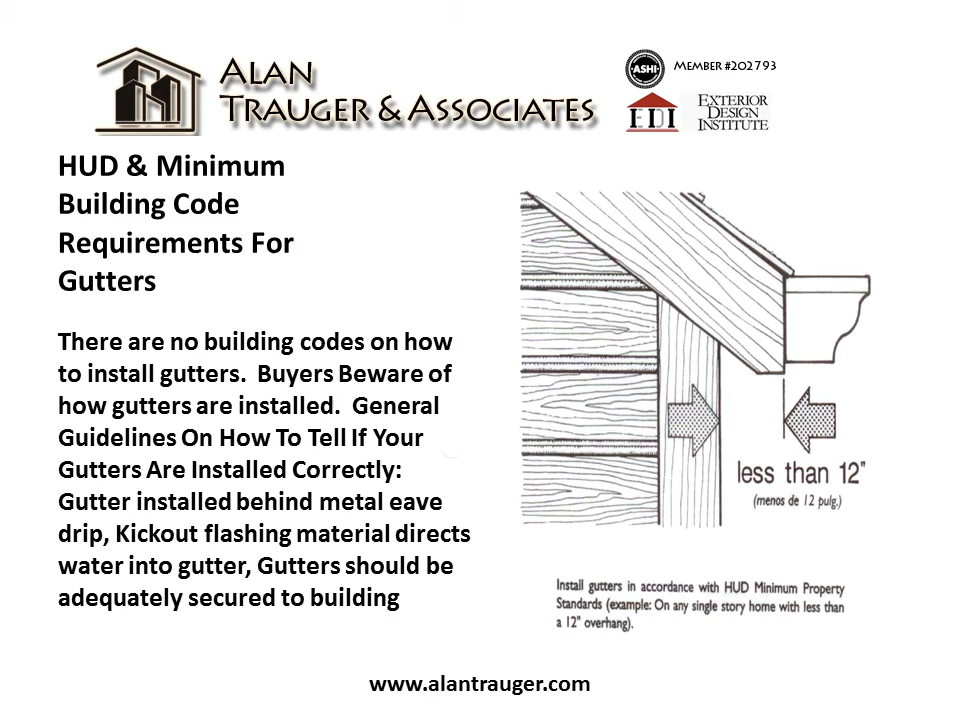 ALAN
TRAUGER & ASSOCIATES
ASHI
MEMBER #202793
EDI
EXTERIOR
DESIGN
INSTITUTE
HUD & Minimum
Building Code
Requirements For
Gutters
There are no building codes on how
to install gutters.  Buyers Beware of
how gutters are installed.  General
Guidelines On How To Tell If Your
Gutters Are Installed Correctly:
Gutter installed behind metal eave
drip, Kickout flashing material directs
water into gutter, Gutters should be
adequately secured to building
less than 12"
(menos de 12 pulg.)
Install gutters in accordance with HUD Minimum Property
Standards (example: On any single story home with less than
a 12" overhang).
www.alantrauger.com